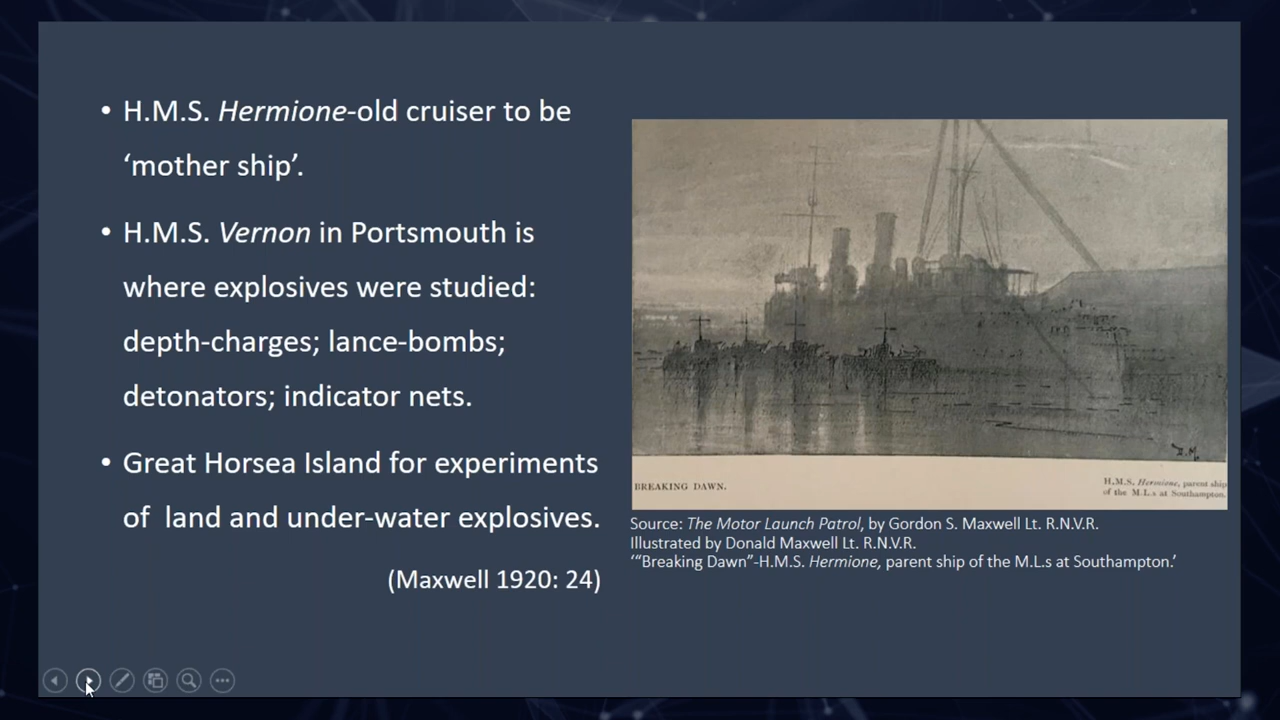 • H.M.S. Hermione-old cruiser to be
‘mother ship’.
• H.M.S. Vernon in Portsmouth is
where explosives were studied:
depth-charges; lance-bombs;
detonators; indicator nets.
• Great Horsea Island for experiments
of  land and under-water explosives.
(Maxwell 1920: 24)
D.M.
BREAKING DAWN.
H.M.S. Hermione, parent ship
of the M.L.s at Southampton.
Source: The Motor Launch Patrol, by Gordon S. Maxwell Lt. R.N.V.R.
Illustrated by Donald Maxwell Lt. R.N.V.R.
‘“Breaking Dawn”-H.M.S. Hermione, parent ship of the M.L.s at Southampton.’